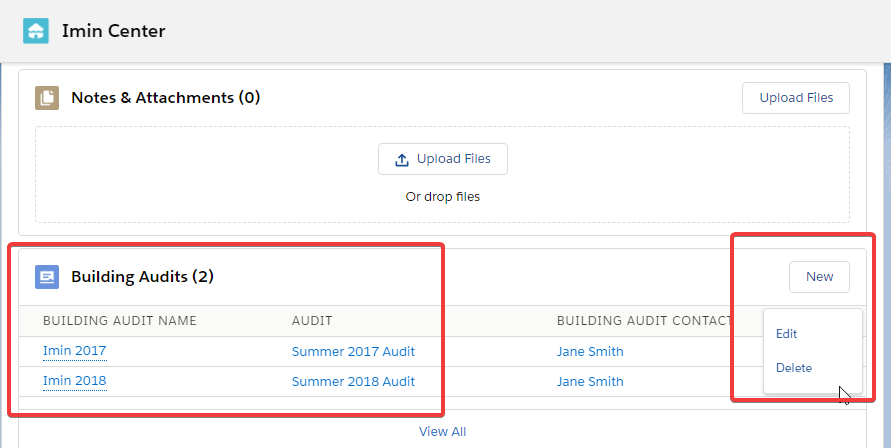 Imin Center
Notes & Attachments (0)
Upload Files
Upload Files
Or drop files
Building Audits (2)
New
BUILDING AUDIT NAME AUDIT BUILDING AUDIT CONTACT
Imin 2017 Summer 2017 Audit Jane Smith
Imin 2018 Summer 2018 Audit Jane Smith
Edit
Delete
View All